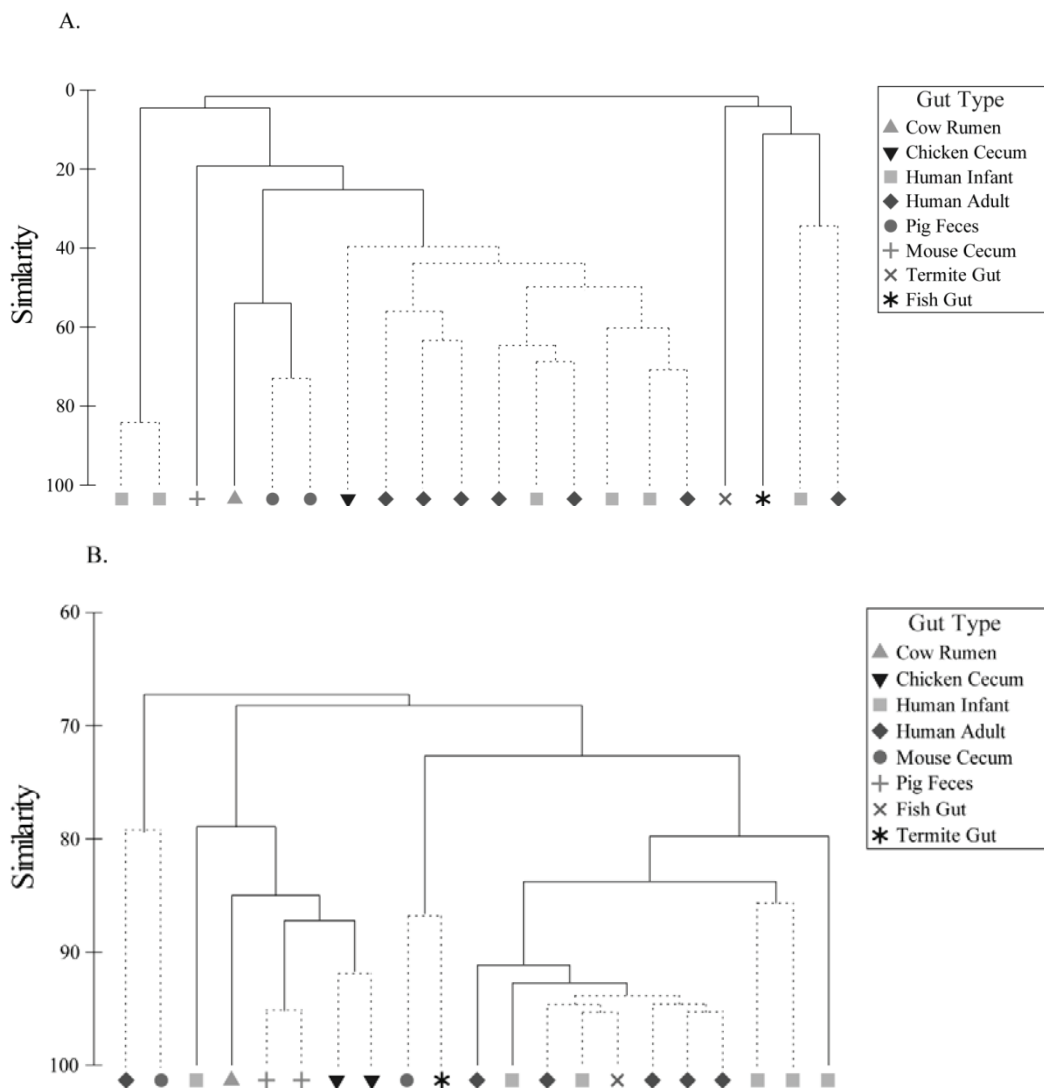 A.
0
20
40
60
80
100
Similarity
Gut Type
Cow Rumen
Chicken Cecum
Human Infant
Human Adult
Pig Feces
Mouse Cecum
Termite Gut
Fish Gut
B.
60
70
80
90
100
Similarity
Gut Type
Cow Rumen
Chicken Cecum
Human Infant
Human Adult
Mouse Cecum
Pig Feces
Fish Gut
Termite Gut